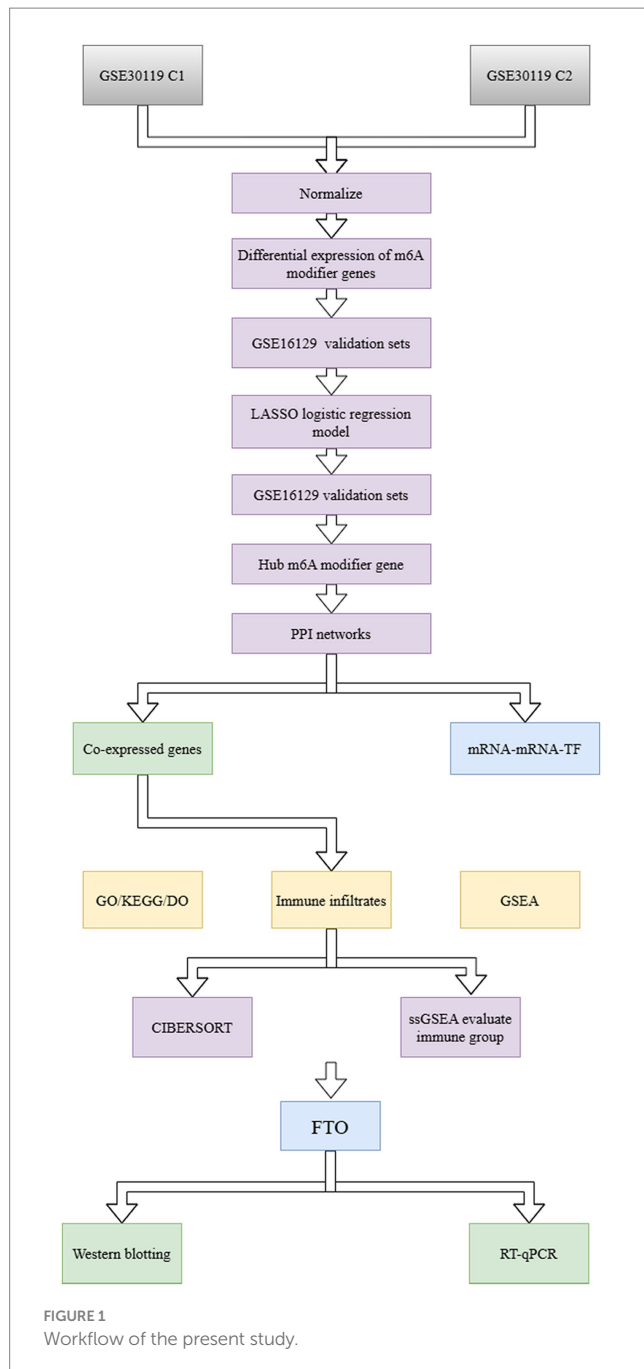 GSE30119 C1
GSE30119 C2
Normalize
Differential expression of m6A
modifier genes
GSE16129 validation sets
LASSO logistic regression
model
GSE16129 validation sets
Hub m6A modifier gene
PPI networks
Co-expressed genes
mRNA-mRNA-TF
GO/KEGG/DO
Immune infiltrates
GSEA
CIBERSORT
ssGSEA evaluate
immune group
FTO
Western blotting
RT-qPCR
FIGURE 1
Workflow of the present study.